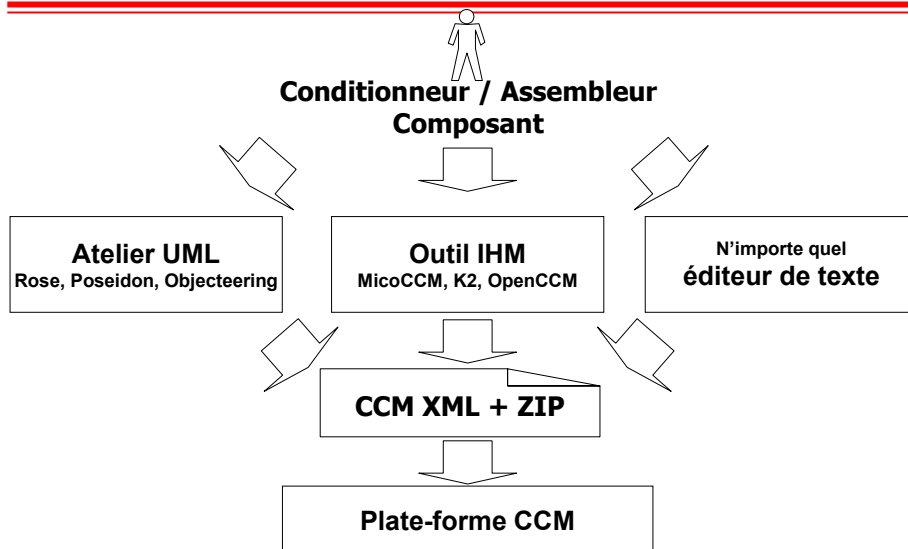 Conditionneur / Assembleur
Composant
Atelier UML
Rose, Poseidon, Objecteering
Outil IHM
MicoCCM, K2, OpenCCM
N'importe quel
éditeur de texte
CCM XML + ZIP
Plate-forme CCM